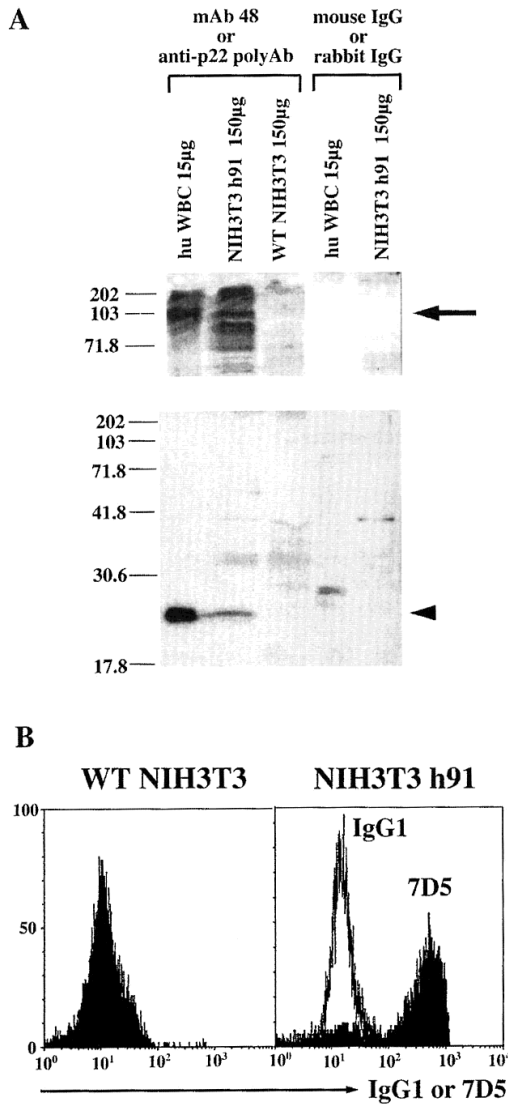 A
mAb 48
or
anti-p22 polyAb
mouse IgG
or
rabbit IgG
hu WBC 15µg
NIH3T3 h91 150µg
WT NIH3T3 150µg
hu WBC 15µg
NIH3T3 h91 150µg
202
103
71.8
202
103
71.8
41.8
30.6
17.8
B
WT NIH3T3
NIH3T3 h91
100
50
0
IgG1
7D5
10⁰ 10¹ 10² 10³
10⁰ 10¹ 10² 10³ 10⁴
IgG1 or 7D5